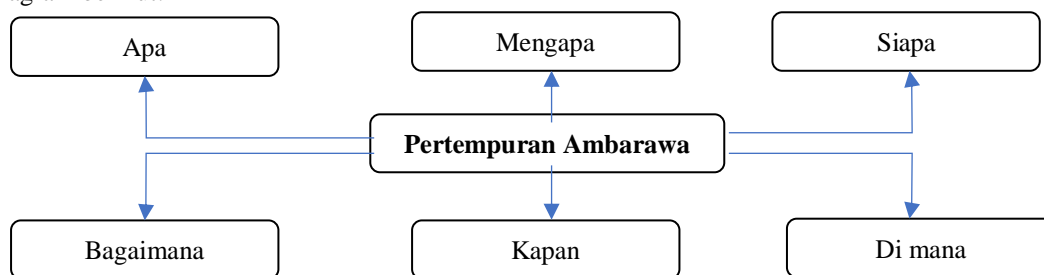 Apa
Mengapa
Siapa
Pertempuran Ambarawa
Bagaimana
Kapan
Di mana